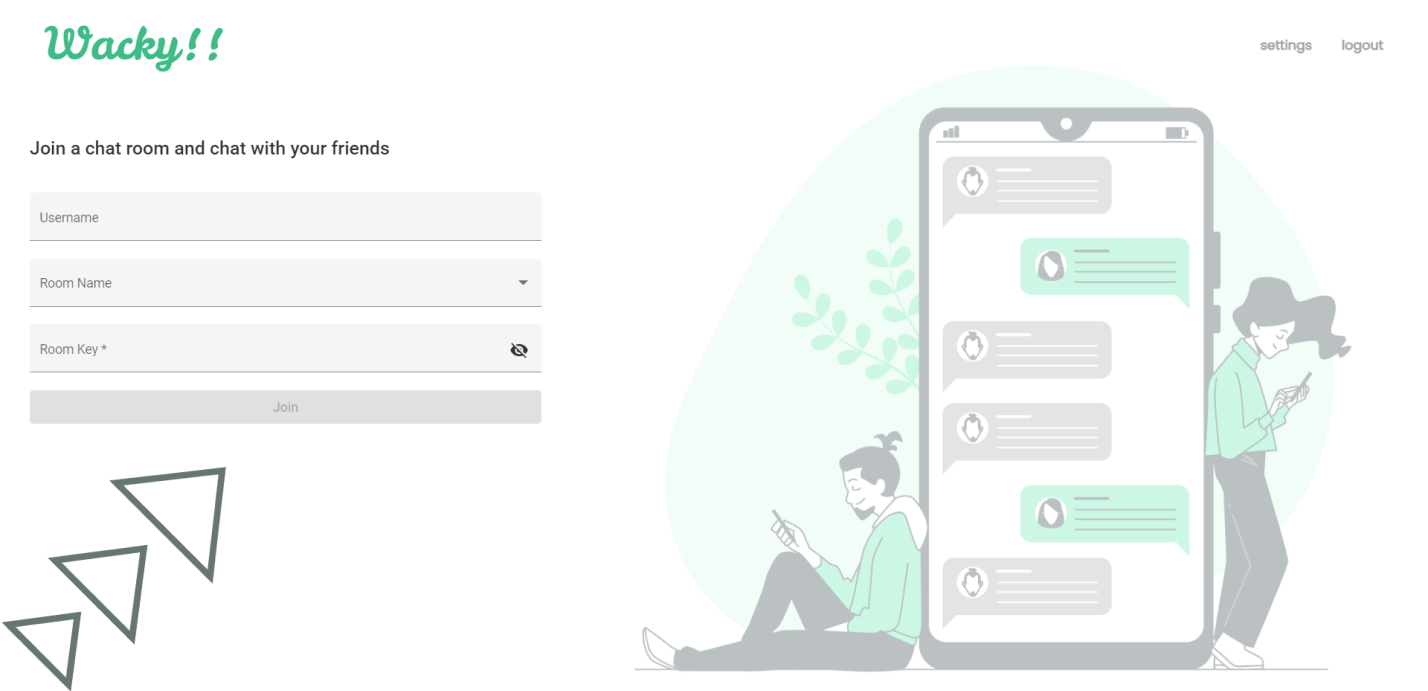 Wacky!!
settings
logout
Join a chat room and chat with your friends
Username
Room Name
Room Key *
Join